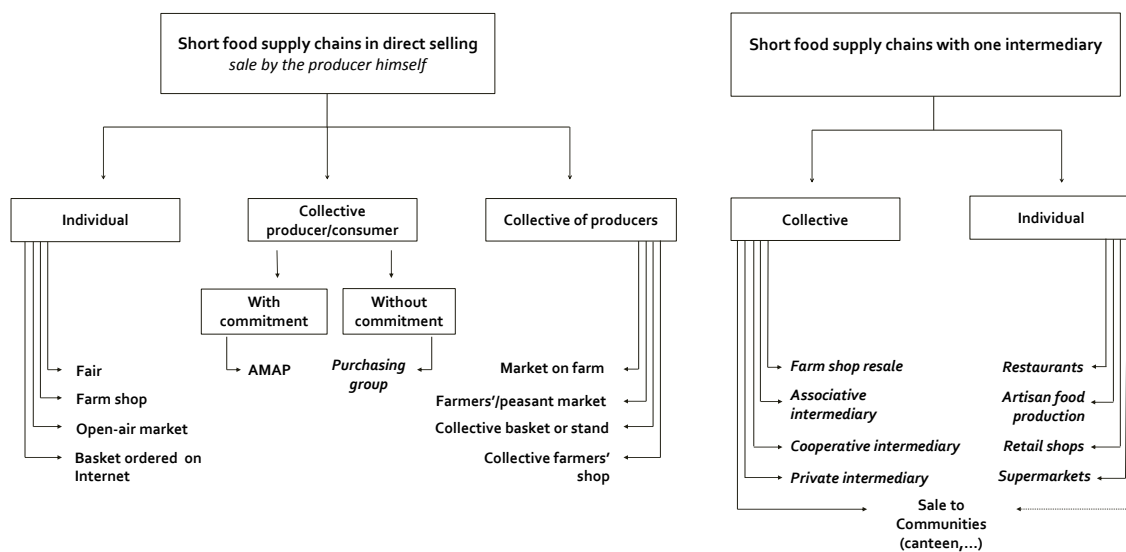 Short food supply chains in direct selling
sale by the producer himself
Short food supply chains with one intermediary
Individual
Collective
producer/consumer
Collective of producers
Collective
Individual
With
commitment
Without
commitment
Fair
Farm shop
Open-air market
Basket ordered on
Internet
AMAP
Purchasing
group
Market on farm
Farmers'/peasant market
Collective basket or stand
Collective farmers'
shop
Farm shop resale
Associative
intermediary
Cooperative intermediary
Private intermediary
Restaurants
Artisan food
production
Retail shops
Supermarkets
Sale to
Communities
(canteen,...)